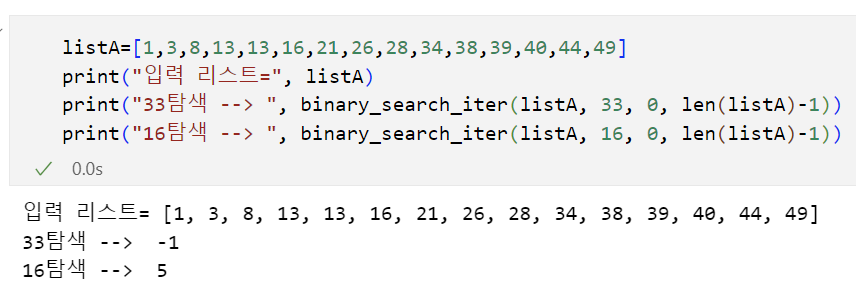 listA=[1,3,8,13,13,16,21,26,28,34,38,39,40,44,49]
print("입력 리스트=", listA)
print("33탐색 --> ", binary_search_iter(listA, 33, 0, len(listA)-1))
print("16탐색 --> ", binary_search_iter(listA, 16, 0, len(listA)-1))
0.0s
입력 리스트= [1, 3, 8, 13, 13, 16, 21, 26, 28, 34, 38, 39, 40, 44, 49]
33탐색 -->  -1
16탐색 -->  5